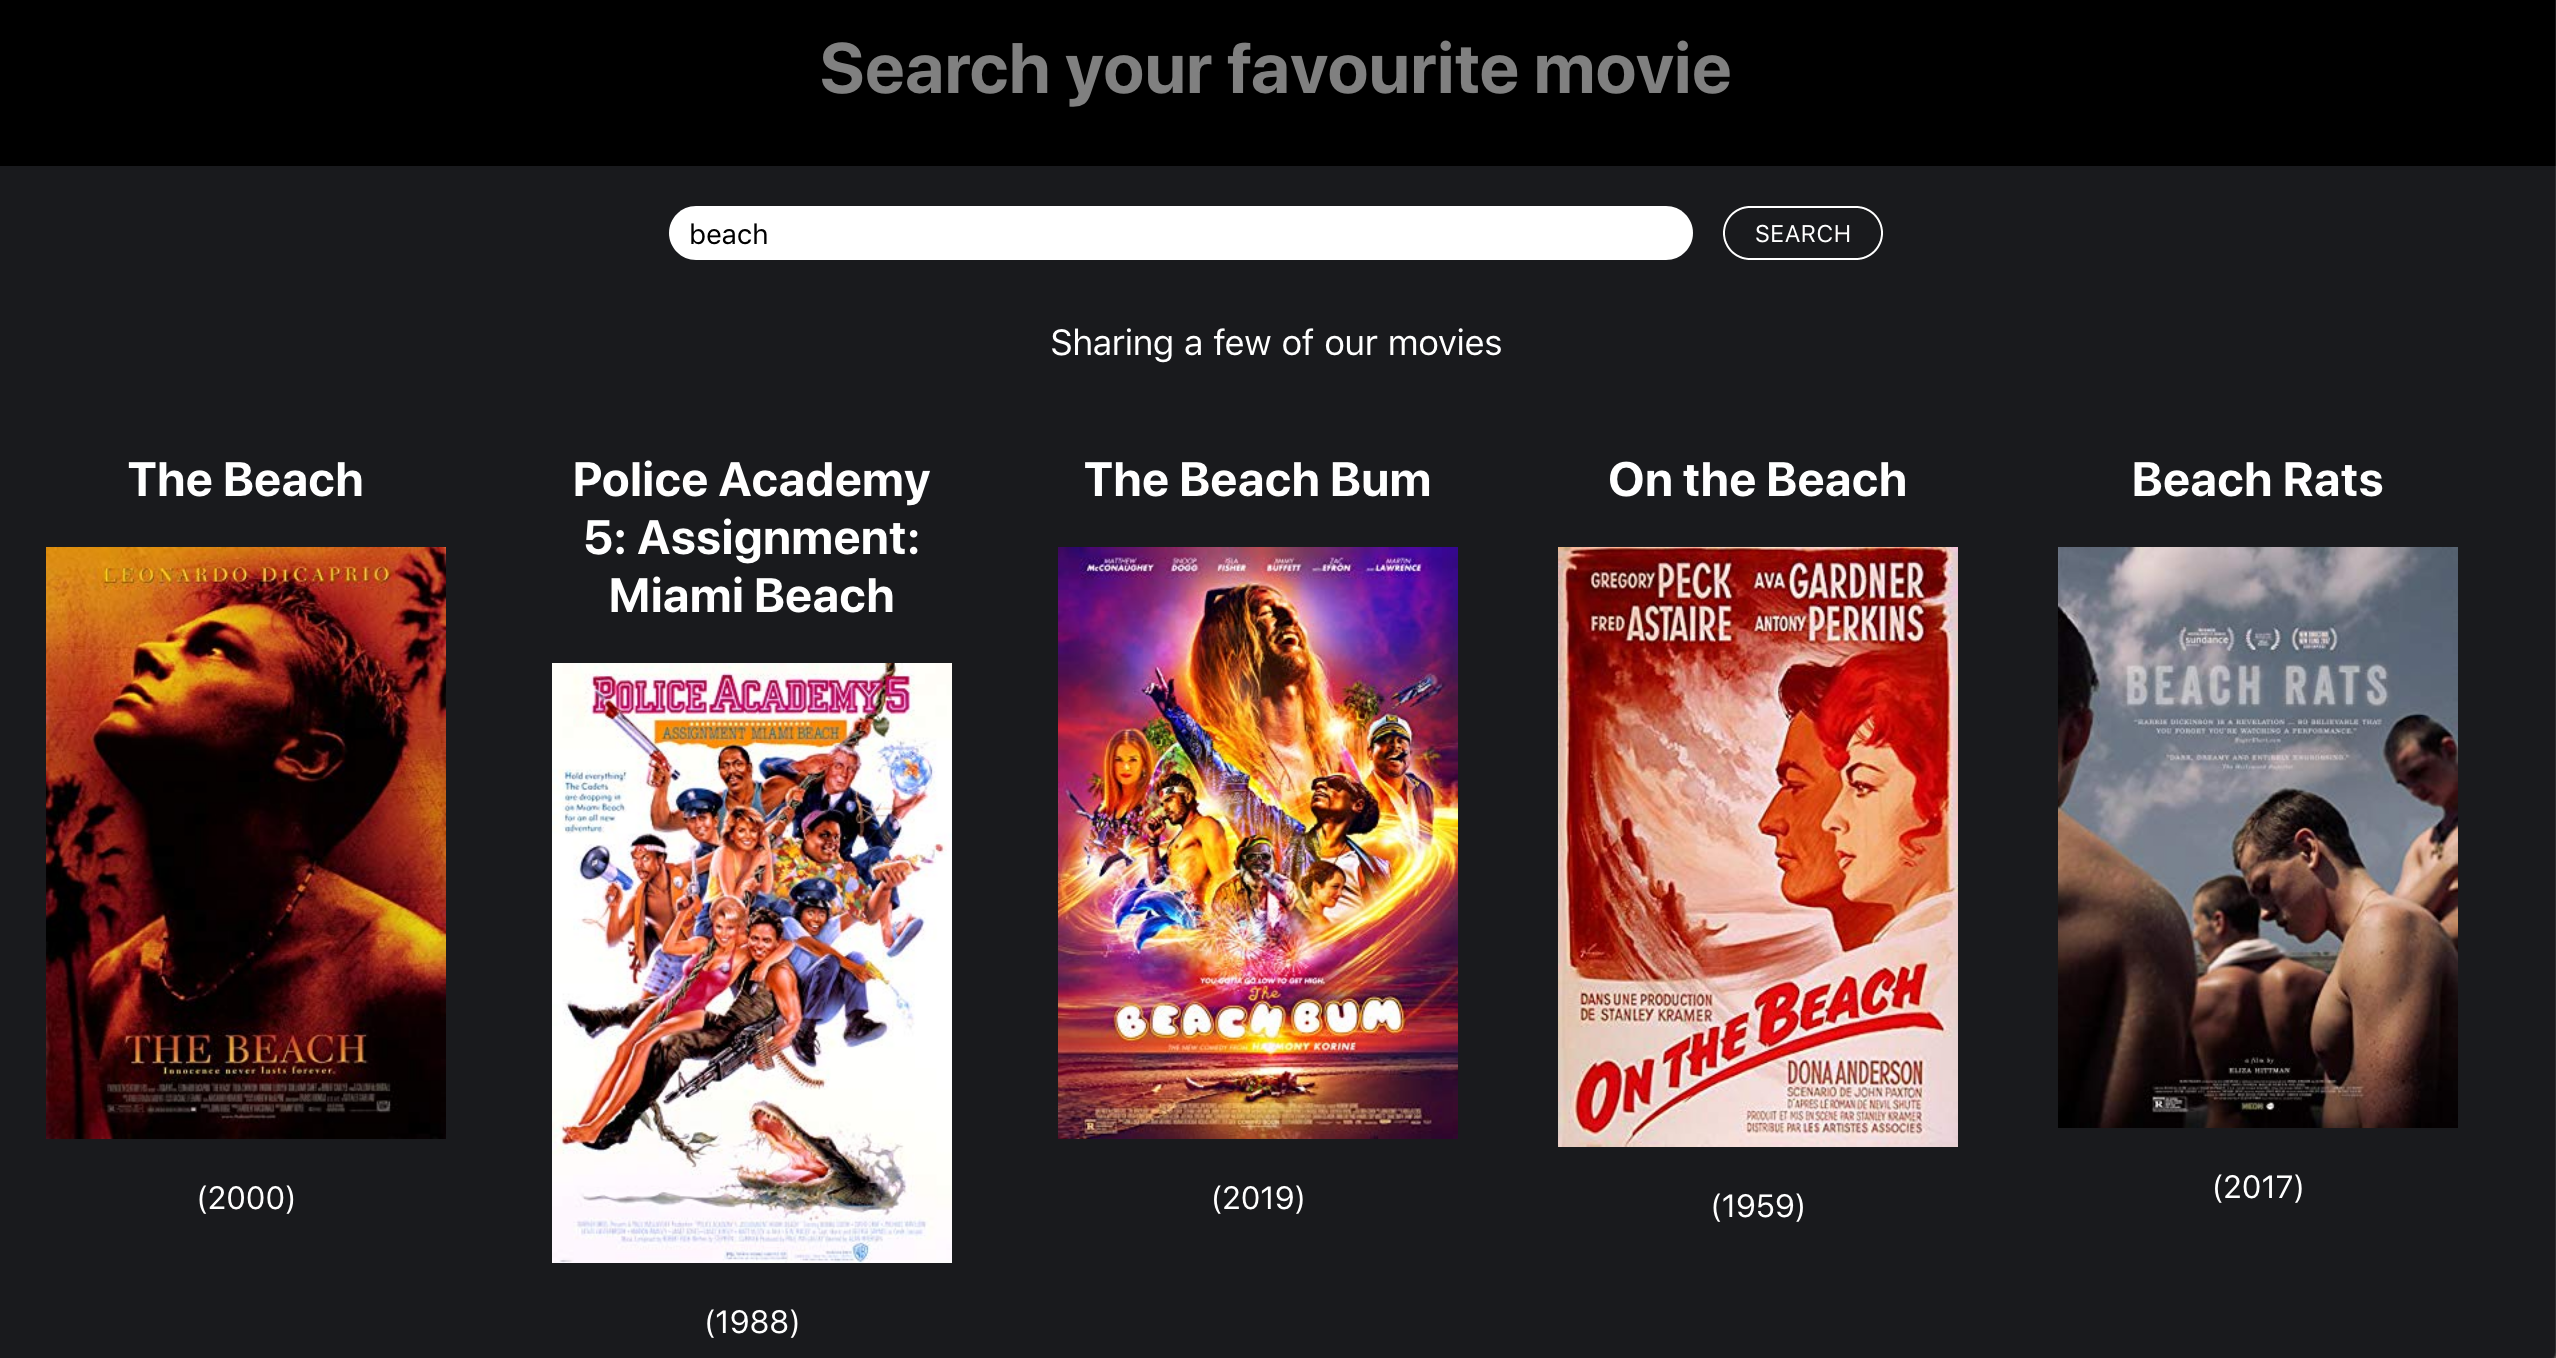 Search your favourite movie
beach
SEARCH
Sharing a few of our movies
The Beach
LEONARDO DiCAPRIO
THE BEACH
Innocence never lasts forever.
(2000)
Police Academy
5: Assignment:
Miami Beach
POLICE ACADEMY 5
ASSIGNMENT MIAMI BEACH
Hold everything!
The Cadets
are dropping in
on Miami Beach
for an all new
adventure.
(1988)
The Beach Bum
MATTHEW McCONAUGHEY SNOOP DOGG ISLA FISHER JIMMY BUFFETT ZAC EFRON MARTIN LAWRENCE
YOU GOTTA GO LOW TO GET HIGH.
The
BEACH BUM
THE NEW COMEDY FROM HARMONY KORINE
(2019)
On the Beach
GREGORY PECK AVA GARDNER
FRED ASTAIRE ANTONY PERKINS
DANS UNE PRODUCTION
DE STANLEY KRAMER
ON THE BEACH
DONA ANDERSON
SCENARIO DE JOHN PAXTON
D'APRES LE ROMAN DE NEVIL SHUTE
PRODUIT ET MIS EN SCENE PAR STANLEY KRAMER
DISTRIBUE PAR LES ARTISTES ASSOCIES
(1959)
Beach Rats
sundance
BEACH RATS
"HARRIS DICKINSON IS A REVELATION ... SO BELIEVABLE THAT
YOU FORGET YOU'RE WATCHING A PERFORMANCE."
"DARK, DREAMY AND ENTIRELY ENGROSSING."
The Hollywood Reporter
a film by
ELIZA HITTMAN
NEON
(2017)